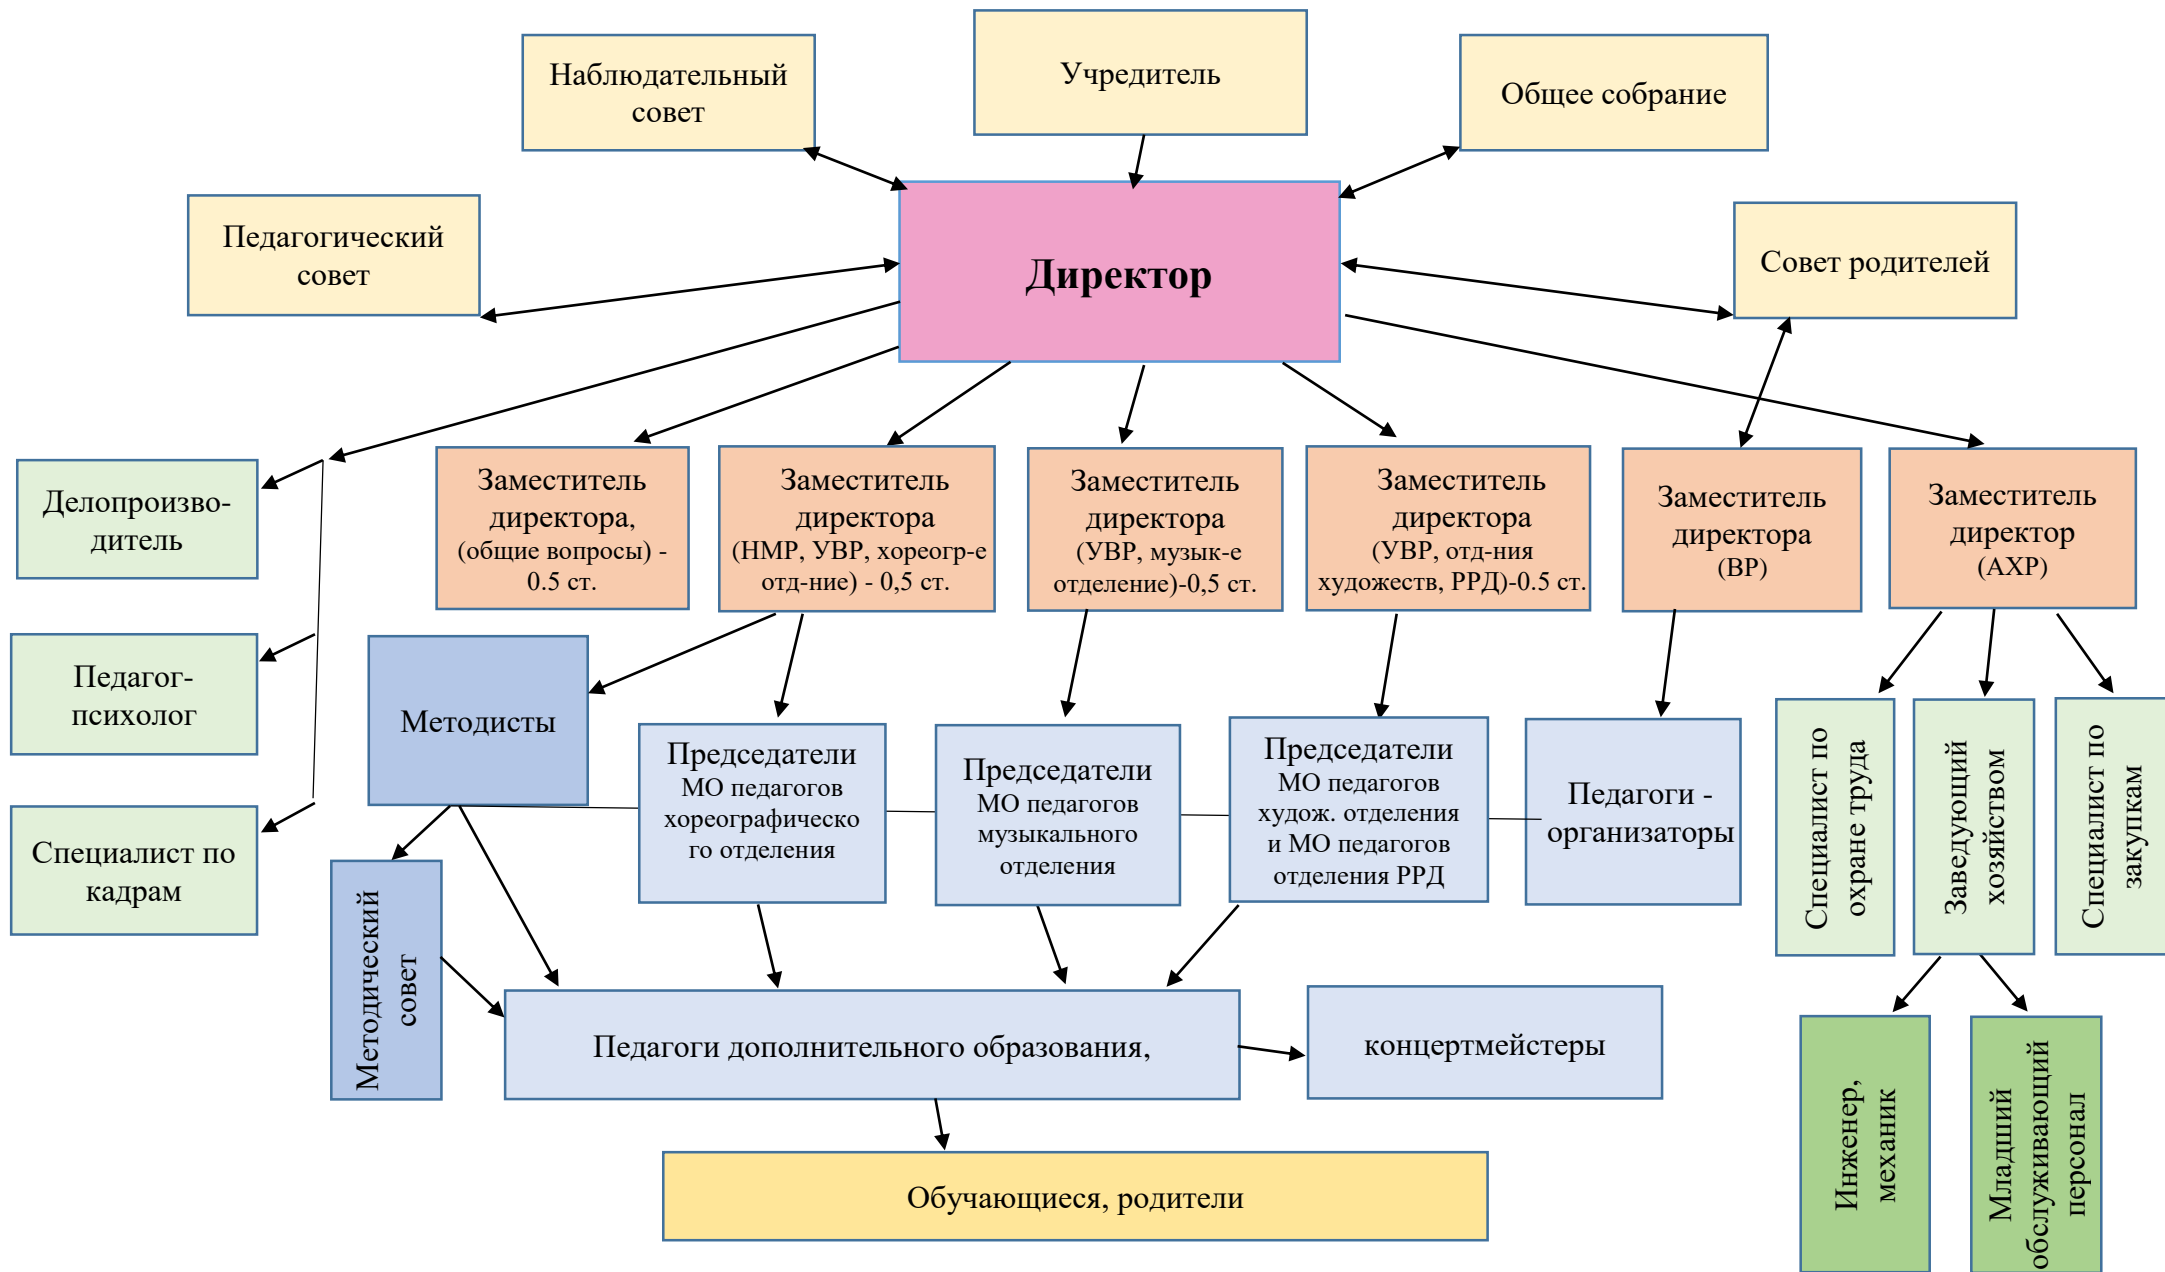 Наблюдательный
совет
Учредитель
Общее собрание
Педагогический
совет
Директор
Совет родителей
Делопроизво-
дитель
Заместитель
директора,
(общие вопросы) -
0.5 ст.
Заместитель
директора
(НМР, УВР, хореогр-е
отд-ние) - 0,5 ст.
Заместитель
директора
(УВР, музык-е
отделение)-0,5 ст.
Заместитель
директора
(УВР, отд-ния
художеств, РРД)-0.5 ст.
Заместитель
директора
(ВР)
Заместитель
директор
(АХР)
Педагог-
психолог
Методисты
Председатели
МО педагогов
хореографическо
го отделения
Председатели
МО педагогов
музыкального
отделения
Председатели
МО педагогов
худож. отделения
и МО педагогов
отделения РРД
Педагоги -
организаторы
Специалист по
охране труда
Заведующий
хозяйством
Специалист по
закупкам
Специалист по
кадрам
Методический
совет
Педагоги дополнительного образования,
концертмейстеры
Инженер,
механик
Младший
обслуживающий
персонал
Обучающиеся, родители